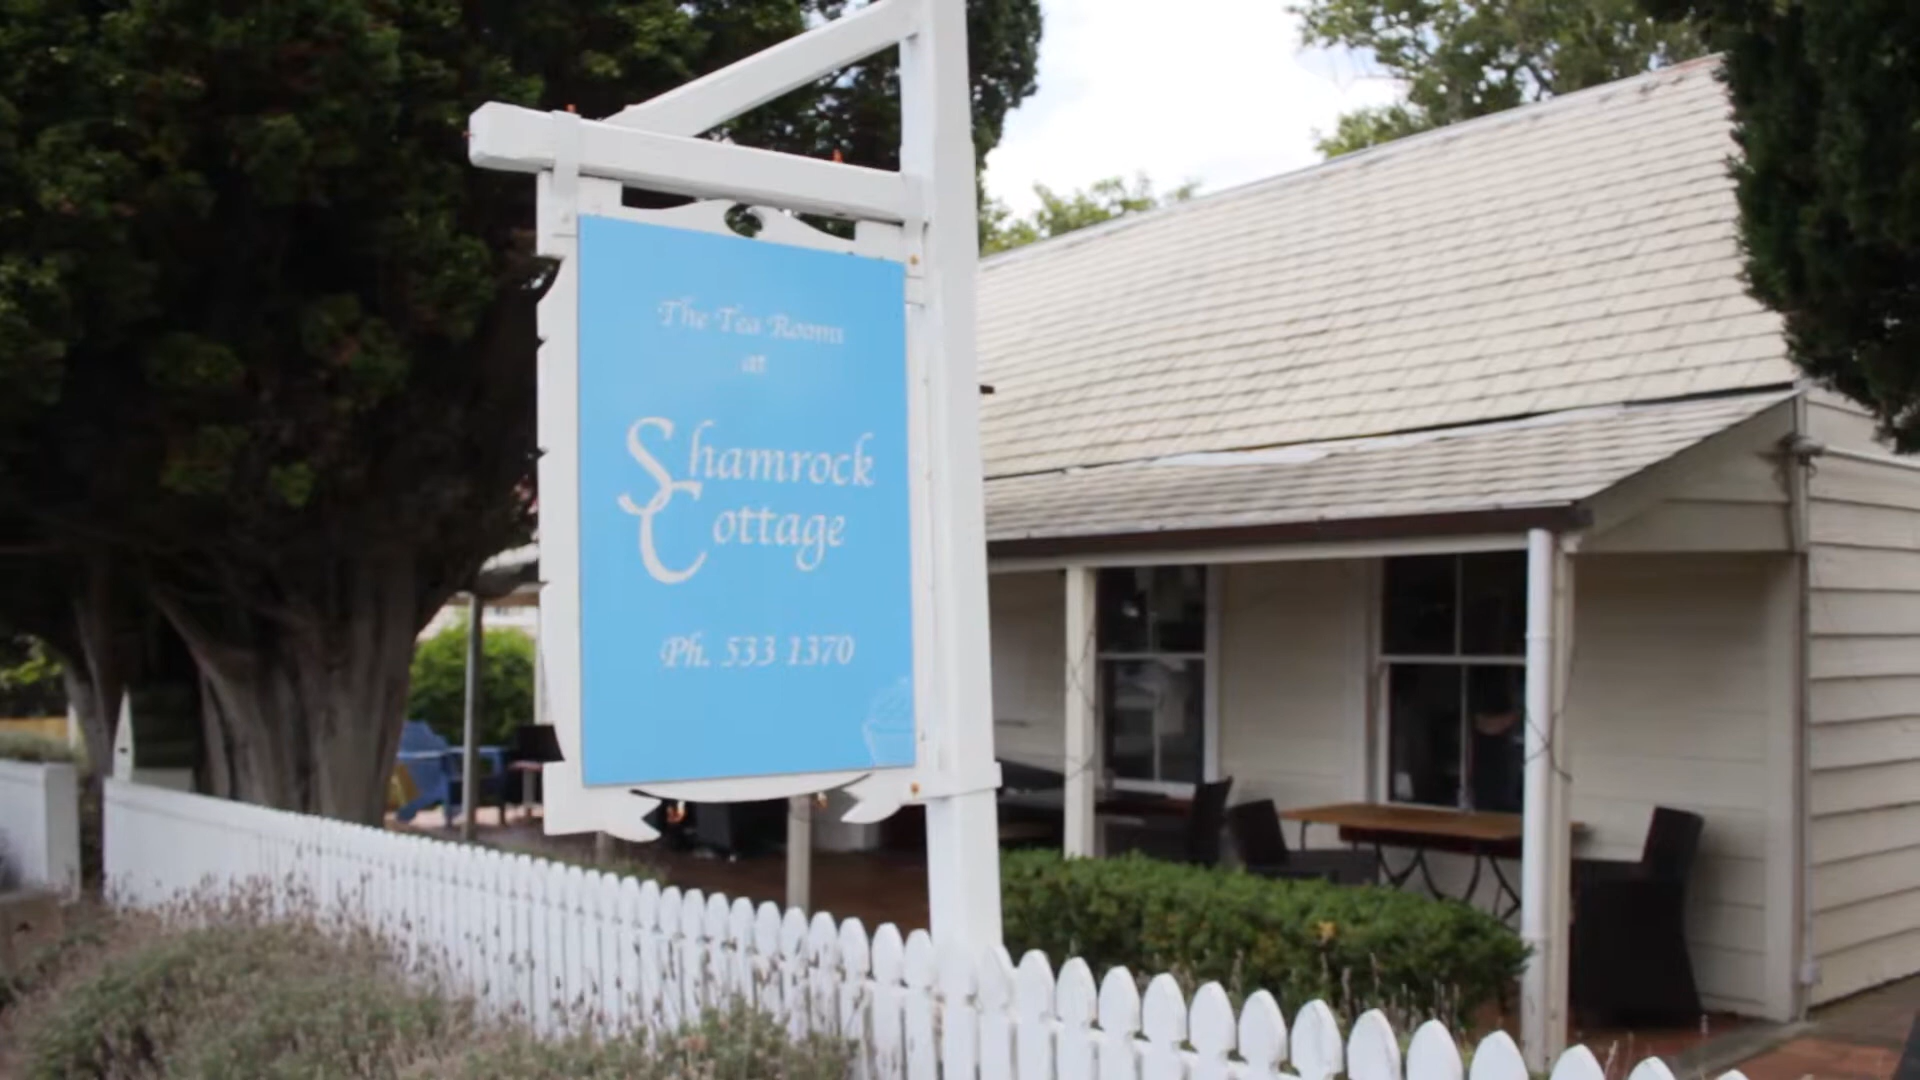 The Tea Rooms
at
Shamrock
Cottage
Ph. 533 1370